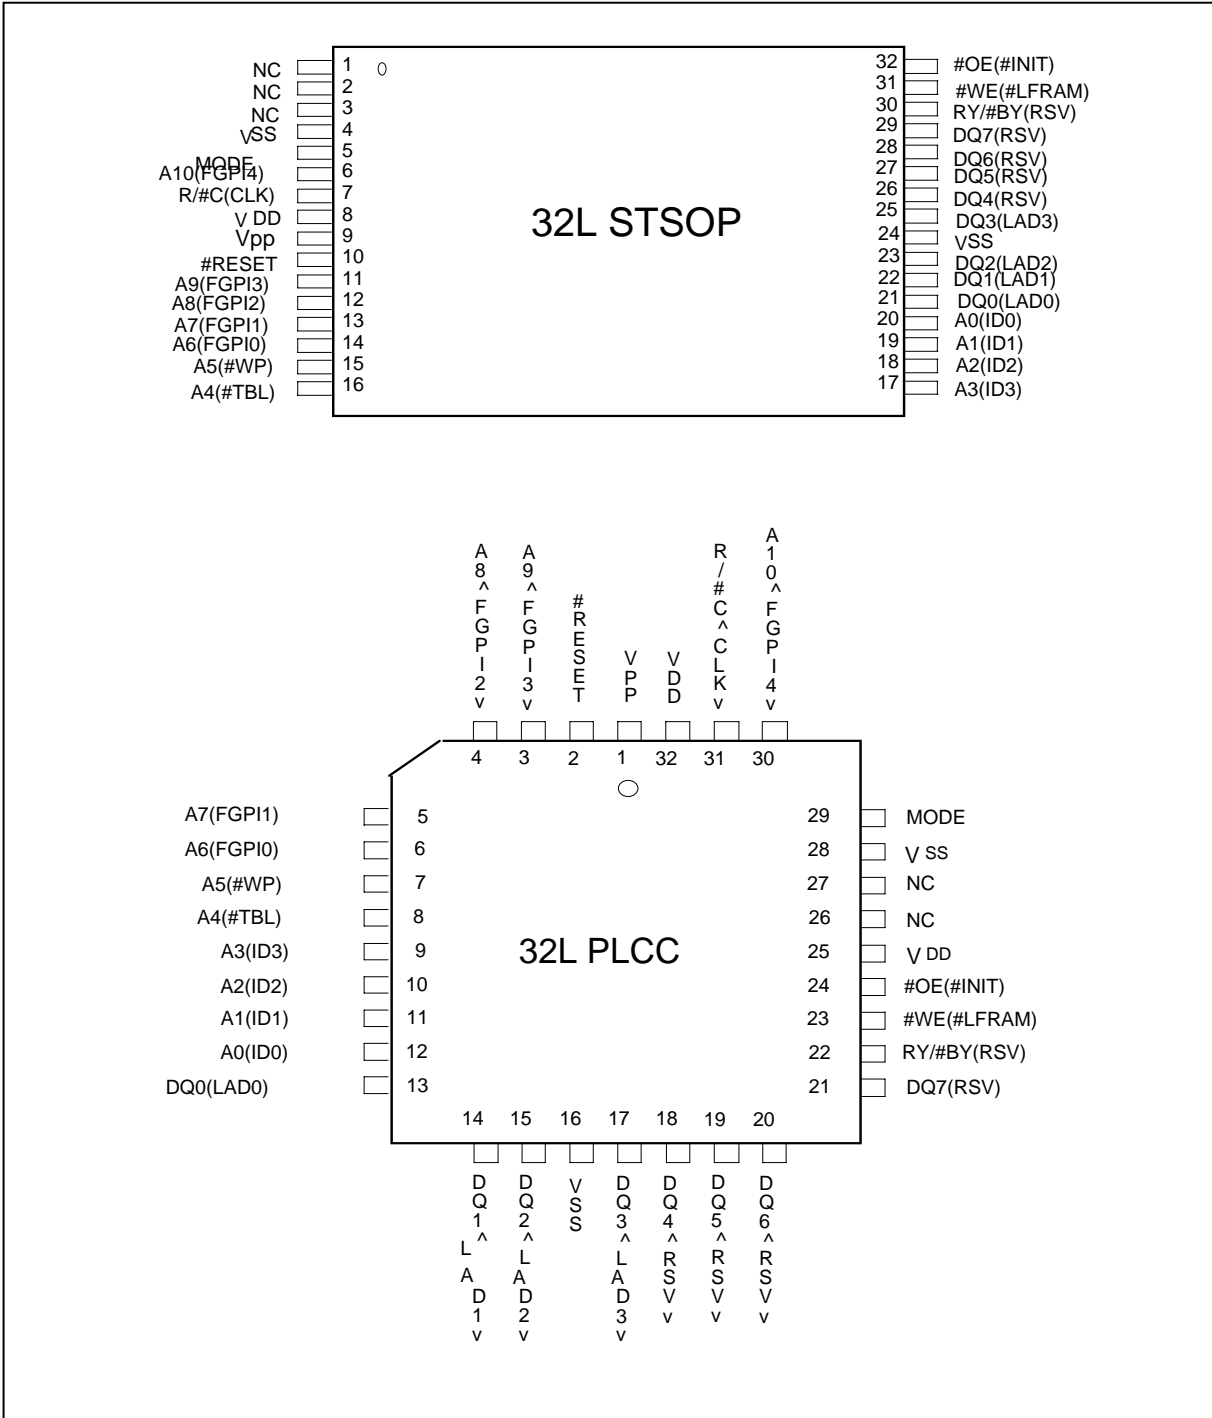 NC 1 32 #OE(#INIT)
NC 2 31 #WE(#LFRAM)
NC 3 30 RY/#BY(RSV)
VSS 4 29 DQ7(RSV)
MODE 5 28 DQ6(RSV)
A10(FGPI4) 6 27 DQ5(RSV)
R/#C(CLK) 7 26 DQ4(RSV)
VDD 8 25 DQ3(LAD3)
Vpp 9 24 VSS
#RESET 10 23 DQ2(LAD2)
A9(FGPI3) 11 22 DQ1(LAD1)
A8(FGPI2) 12 21 DQ0(LAD0)
A7(FGPI1) 13 20 A0(ID0)
A6(FGPI0) 14 19 A1(ID1)
A5(#WP) 15 18 A2(ID2)
A4(#TBL) 16 17 A3(ID3)
32L STSOP
A8^FGPI2v
A9^FGPI3v
#RESET
VPP
VDD
R/#C^CLKv
A10^FGPI4v
4 3 2 1 32 31 30
A7(FGPI1) 5 29 MODE
A6(FGPI0) 6 28 VSS
A5(#WP) 7 27 NC
A4(#TBL) 8 26 NC
A3(ID3) 9 25 VDD
A2(ID2) 10 24 #OE(#INIT)
A1(ID1) 11 23 #WE(#LFRAM)
A0(ID0) 12 22 RY/#BY(RSV)
DQ0(LAD0) 13 21 DQ7(RSV)
32L PLCC
14 15 16 17 18 19 20
DQ1^LAD1v
DQ2^LAD2v
VSS
DQ3^LAD3v
DQ4^RSVv
DQ5^RSVv
DQ6^RSVv